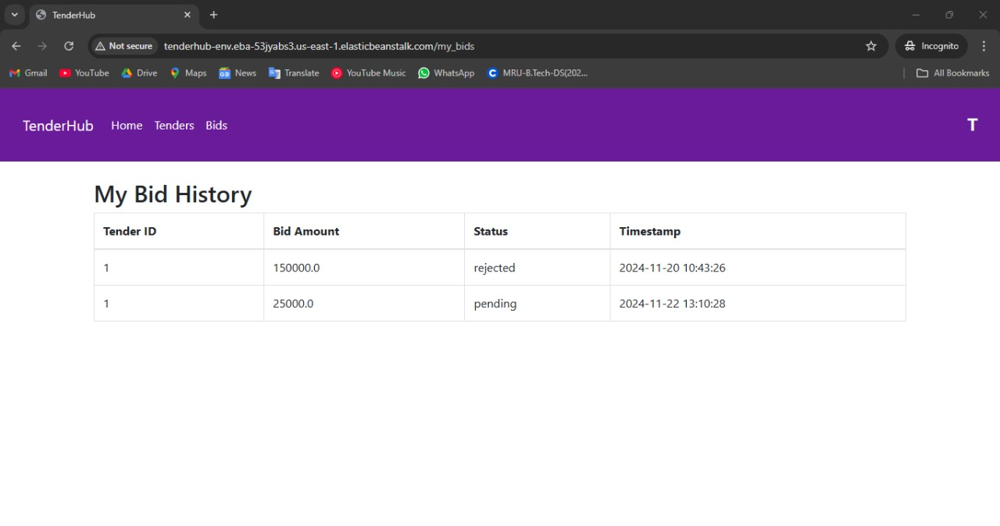 TenderHub
Not secure tenderhub-env.eba-53jyabs3.us-east-1.elasticbeanstalk.com/my_bids Incognito
Gmail YouTube Drive Maps News Translate YouTube Music WhatsApp MRU-B.Tech-DS(202... All Bookmarks
TenderHub Home Tenders Bids T
My Bid History
Tender ID Bid Amount Status Timestamp
1 150000.0 rejected 2024-11-20 10:43:26
1 25000.0 pending 2024-11-22 13:10:28